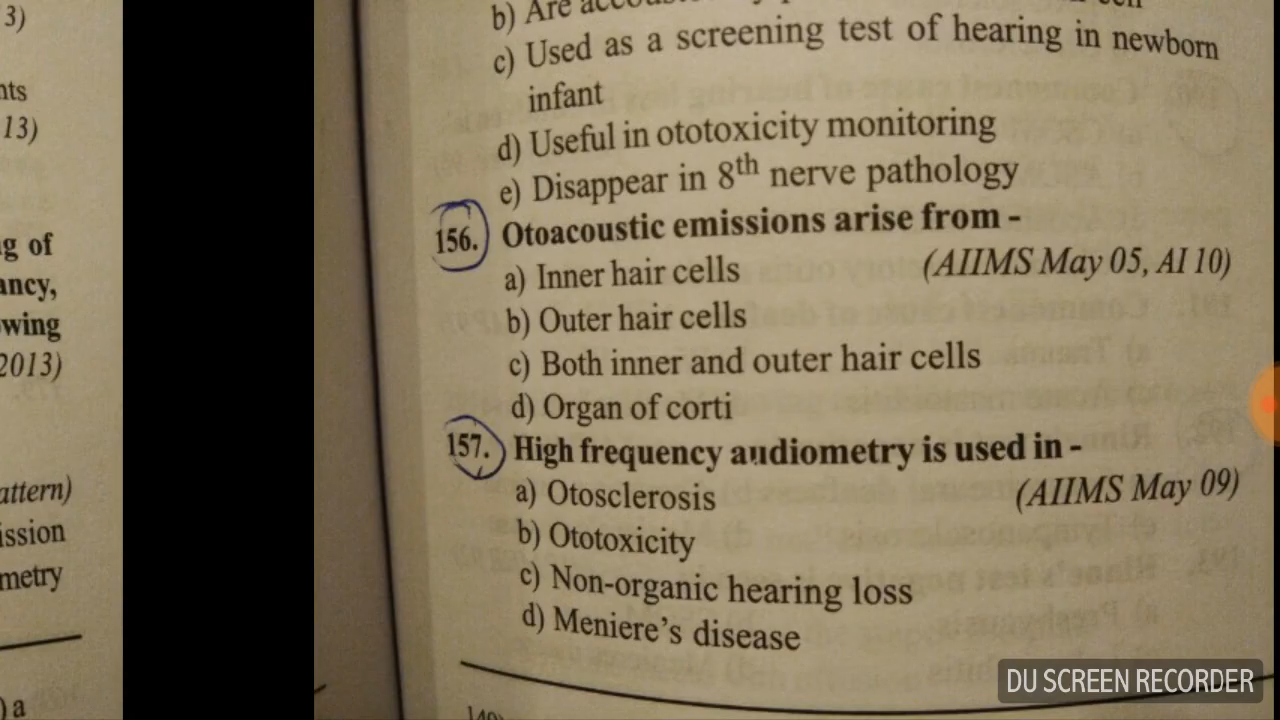 3)
nts
13)
g of
ancy,
wing
2013)
attern)
ission
metry
) a
b) Are
c) Used as a screening test of hearing in newborn
infant
d) Useful in ototoxicity monitoring
e) Disappear in 8th nerve pathology
156. Otoacoustic emissions arise from -
(AIIMS May 05, AI 10)
a) Inner hair cells
b) Outer hair cells
c) Both inner and outer hair cells
d) Organ of corti
157. High frequency audiometry is used in -
(AIIMS May 09)
a) Otosclerosis
b) Ototoxicity
c) Non-organic hearing loss
d) Meniere's disease
DU SCREEN RECORDER